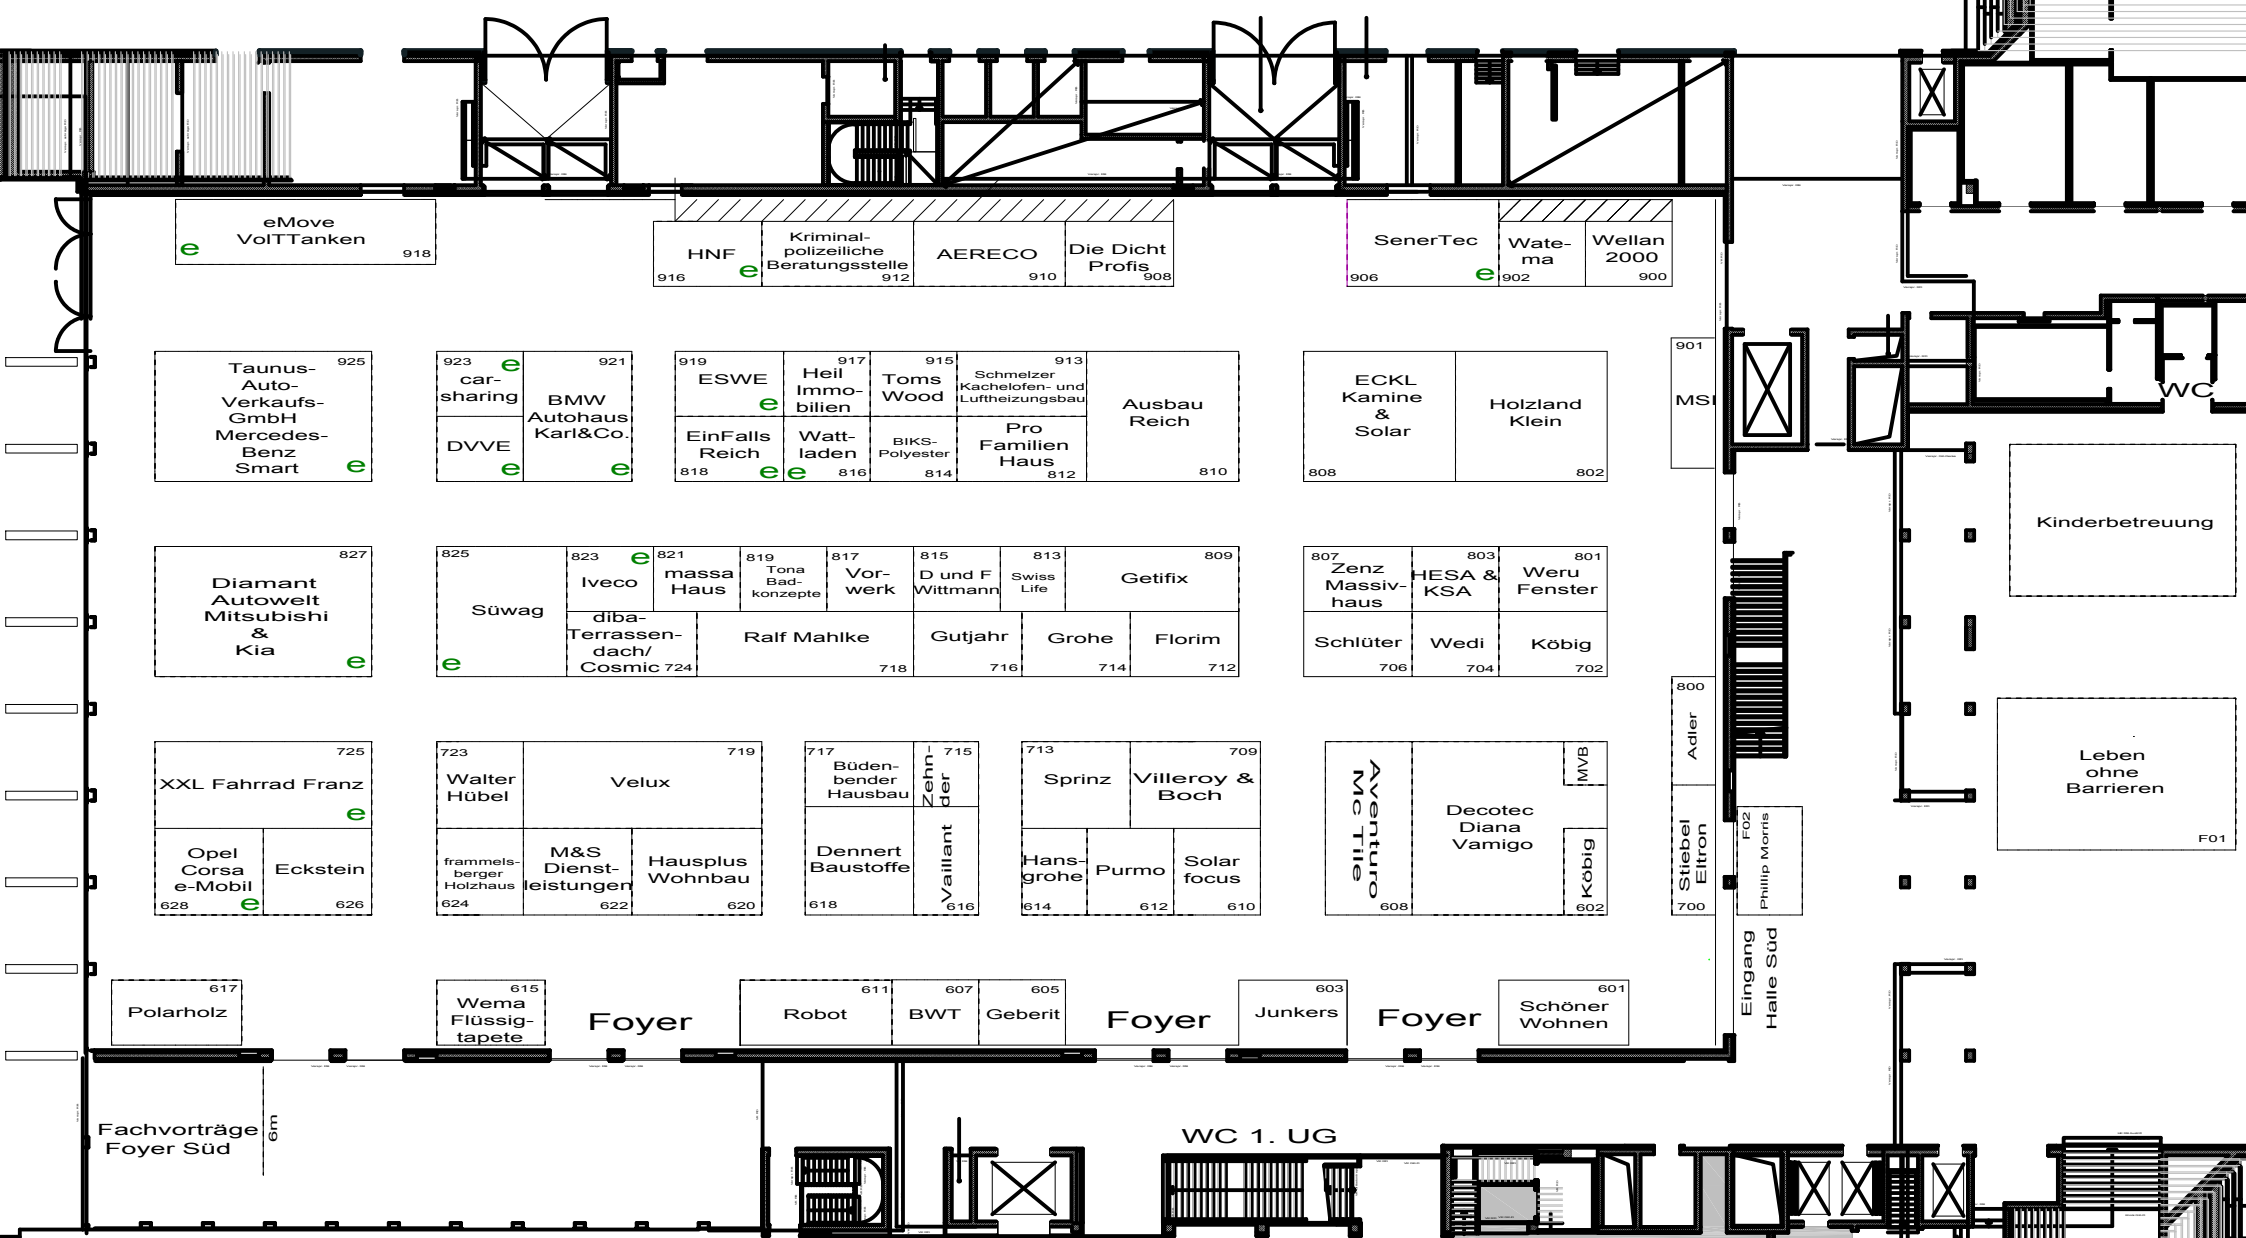 eMove
VolTTanken
e
918
HNF
916
e
Kriminal-
polizeiliche
Beratungsstelle
912
AERECO
910
Die Dicht
Profis
908
SenerTec
906
e
Wate-
ma
902
Wellan
2000
900
925
Taunus-
Auto-
Verkaufs-
GmbH
Mercedes-
Benz
Smart
e
923
e
car-
sharing
DVVE
e
921
BMW
Autohaus
Karl&Co.
e
919
ESWE
e
917
Heil
Immo-
bilien
915
Toms
Wood
913
Schmelzer
Kachelofen- und
Luftheizungsbau
Ausbau
Reich
810
EinFalls
Reich
818
e
Watt-
laden
e
816
BIKS-
Polyester
814
Pro
Familien
Haus
812
ECKL
Kamine
&
Solar
808
Holzland
Klein
802
901
MSI
WC
Kinderbetreuung
827
Diamant
Autowelt
Mitsubishi
&
Kia
e
825
Süwag
e
823
e
Iveco
821
massa
Haus
819
Tona
Bad-
konzepte
817
Vor-
werk
815
D und F
Wittmann
813
Swiss
Life
809
Getifix
diba-
Terrassen-
dach/
Cosmic
724
Ralf Mahlke
718
Gutjahr
716
Grohe
714
Florim
712
807
Zenz
Massiv-
haus
803
HESA &
KSA
801
Weru
Fenster
Schlüter
706
Wedi
704
Köbig
702
800
Adler
Leben
ohne
Barrieren
F01
725
XXL Fahrrad Franz
e
Opel
Corsa
e-Mobil
628
e
Eckstein
626
723
Walter
Hübel
719
Velux
frammels-
berger
Holzhaus
624
M&S
Dienst-
leistungen
622
Hausplus
Wohnbau
620
717
Büden-
bender
Hausbau
715
Zehn-
der
Dennert
Baustoffe
618
Vaillant
616
713
Sprinz
709
Villeroy &
Boch
Hans-
grohe
614
Purmo
612
Solar
focus
610
Aventuro
Mc Tile
608
Decotec
Diana
Vamigo
MVB
Köbig
602
Stiebel
Eltron
700
F02
Phillip Morris
Eingang
Halle Süd
617
Polarholz
615
Wema
Flüssig-
tapete
Foyer
611
Robot
607
BWT
605
Geberit
Foyer
603
Junkers
Foyer
601
Schöner
Wohnen
Fachvorträge
Foyer Süd
6m
WC 1. UG